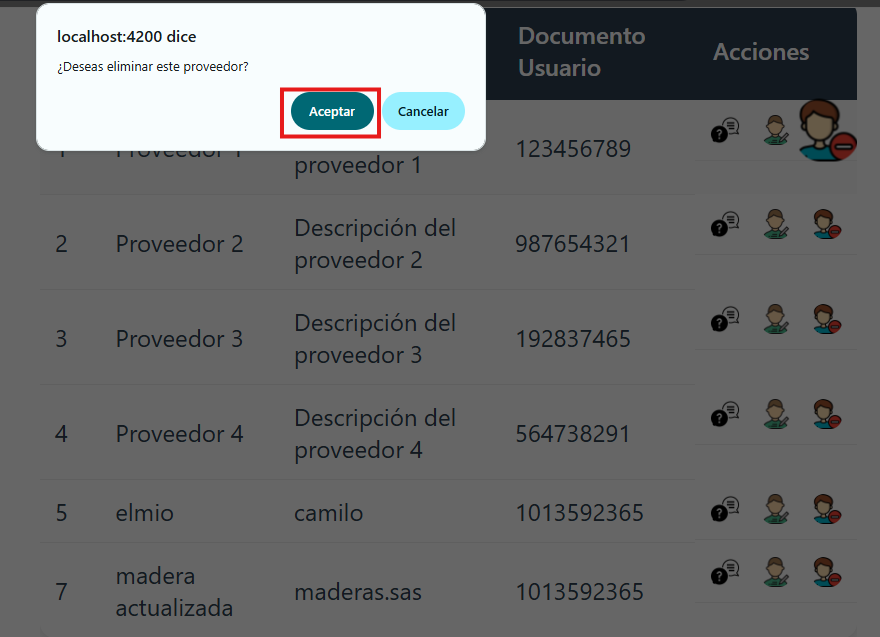 localhost:4200 dice
¿Deseas eliminar este proveedor?
Aceptar
Cancelar
Documento
Usuario
Acciones
proveedor 1
123456789
2
Proveedor 2
Descripción del
proveedor 2
987654321
3
Proveedor 3
Descripción del
proveedor 3
192837465
4
Proveedor 4
Descripción del
proveedor 4
564738291
5
elmio
camilo
1013592365
7
madera
actualizada
maderas.sas
1013592365